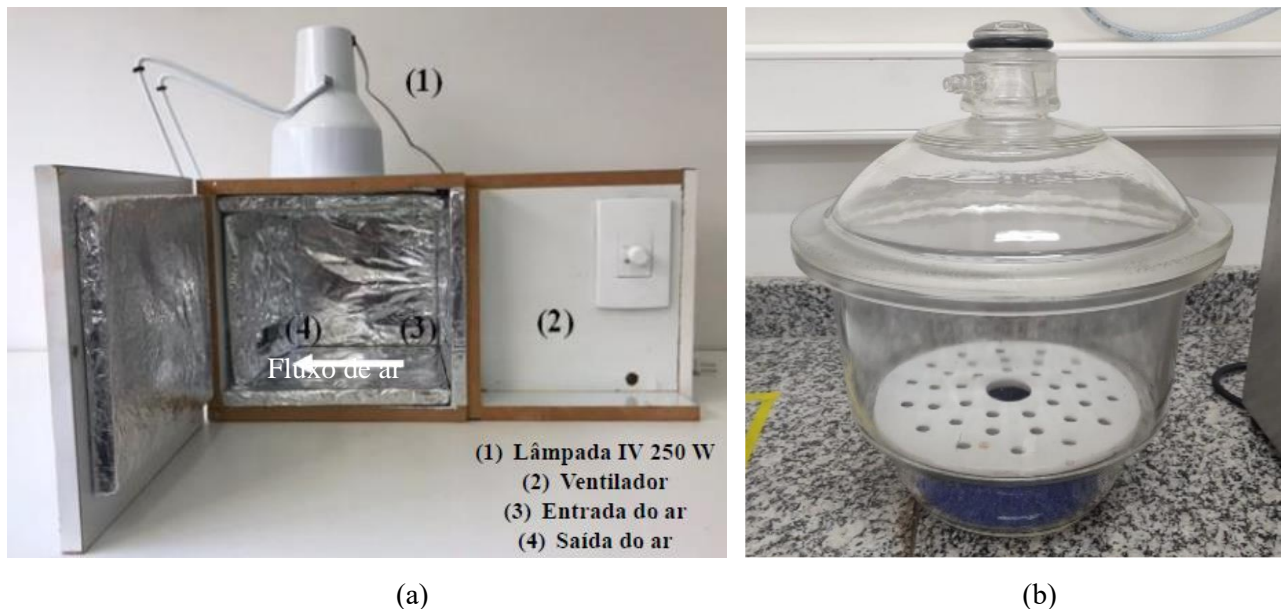 (1)
(4)
(3)
(2)
Fluxo de ar
(1) Lâmpada IV 250 W
(2) Ventilador
(3) Entrada do ar
(4) Saída do ar
(a)
(b)